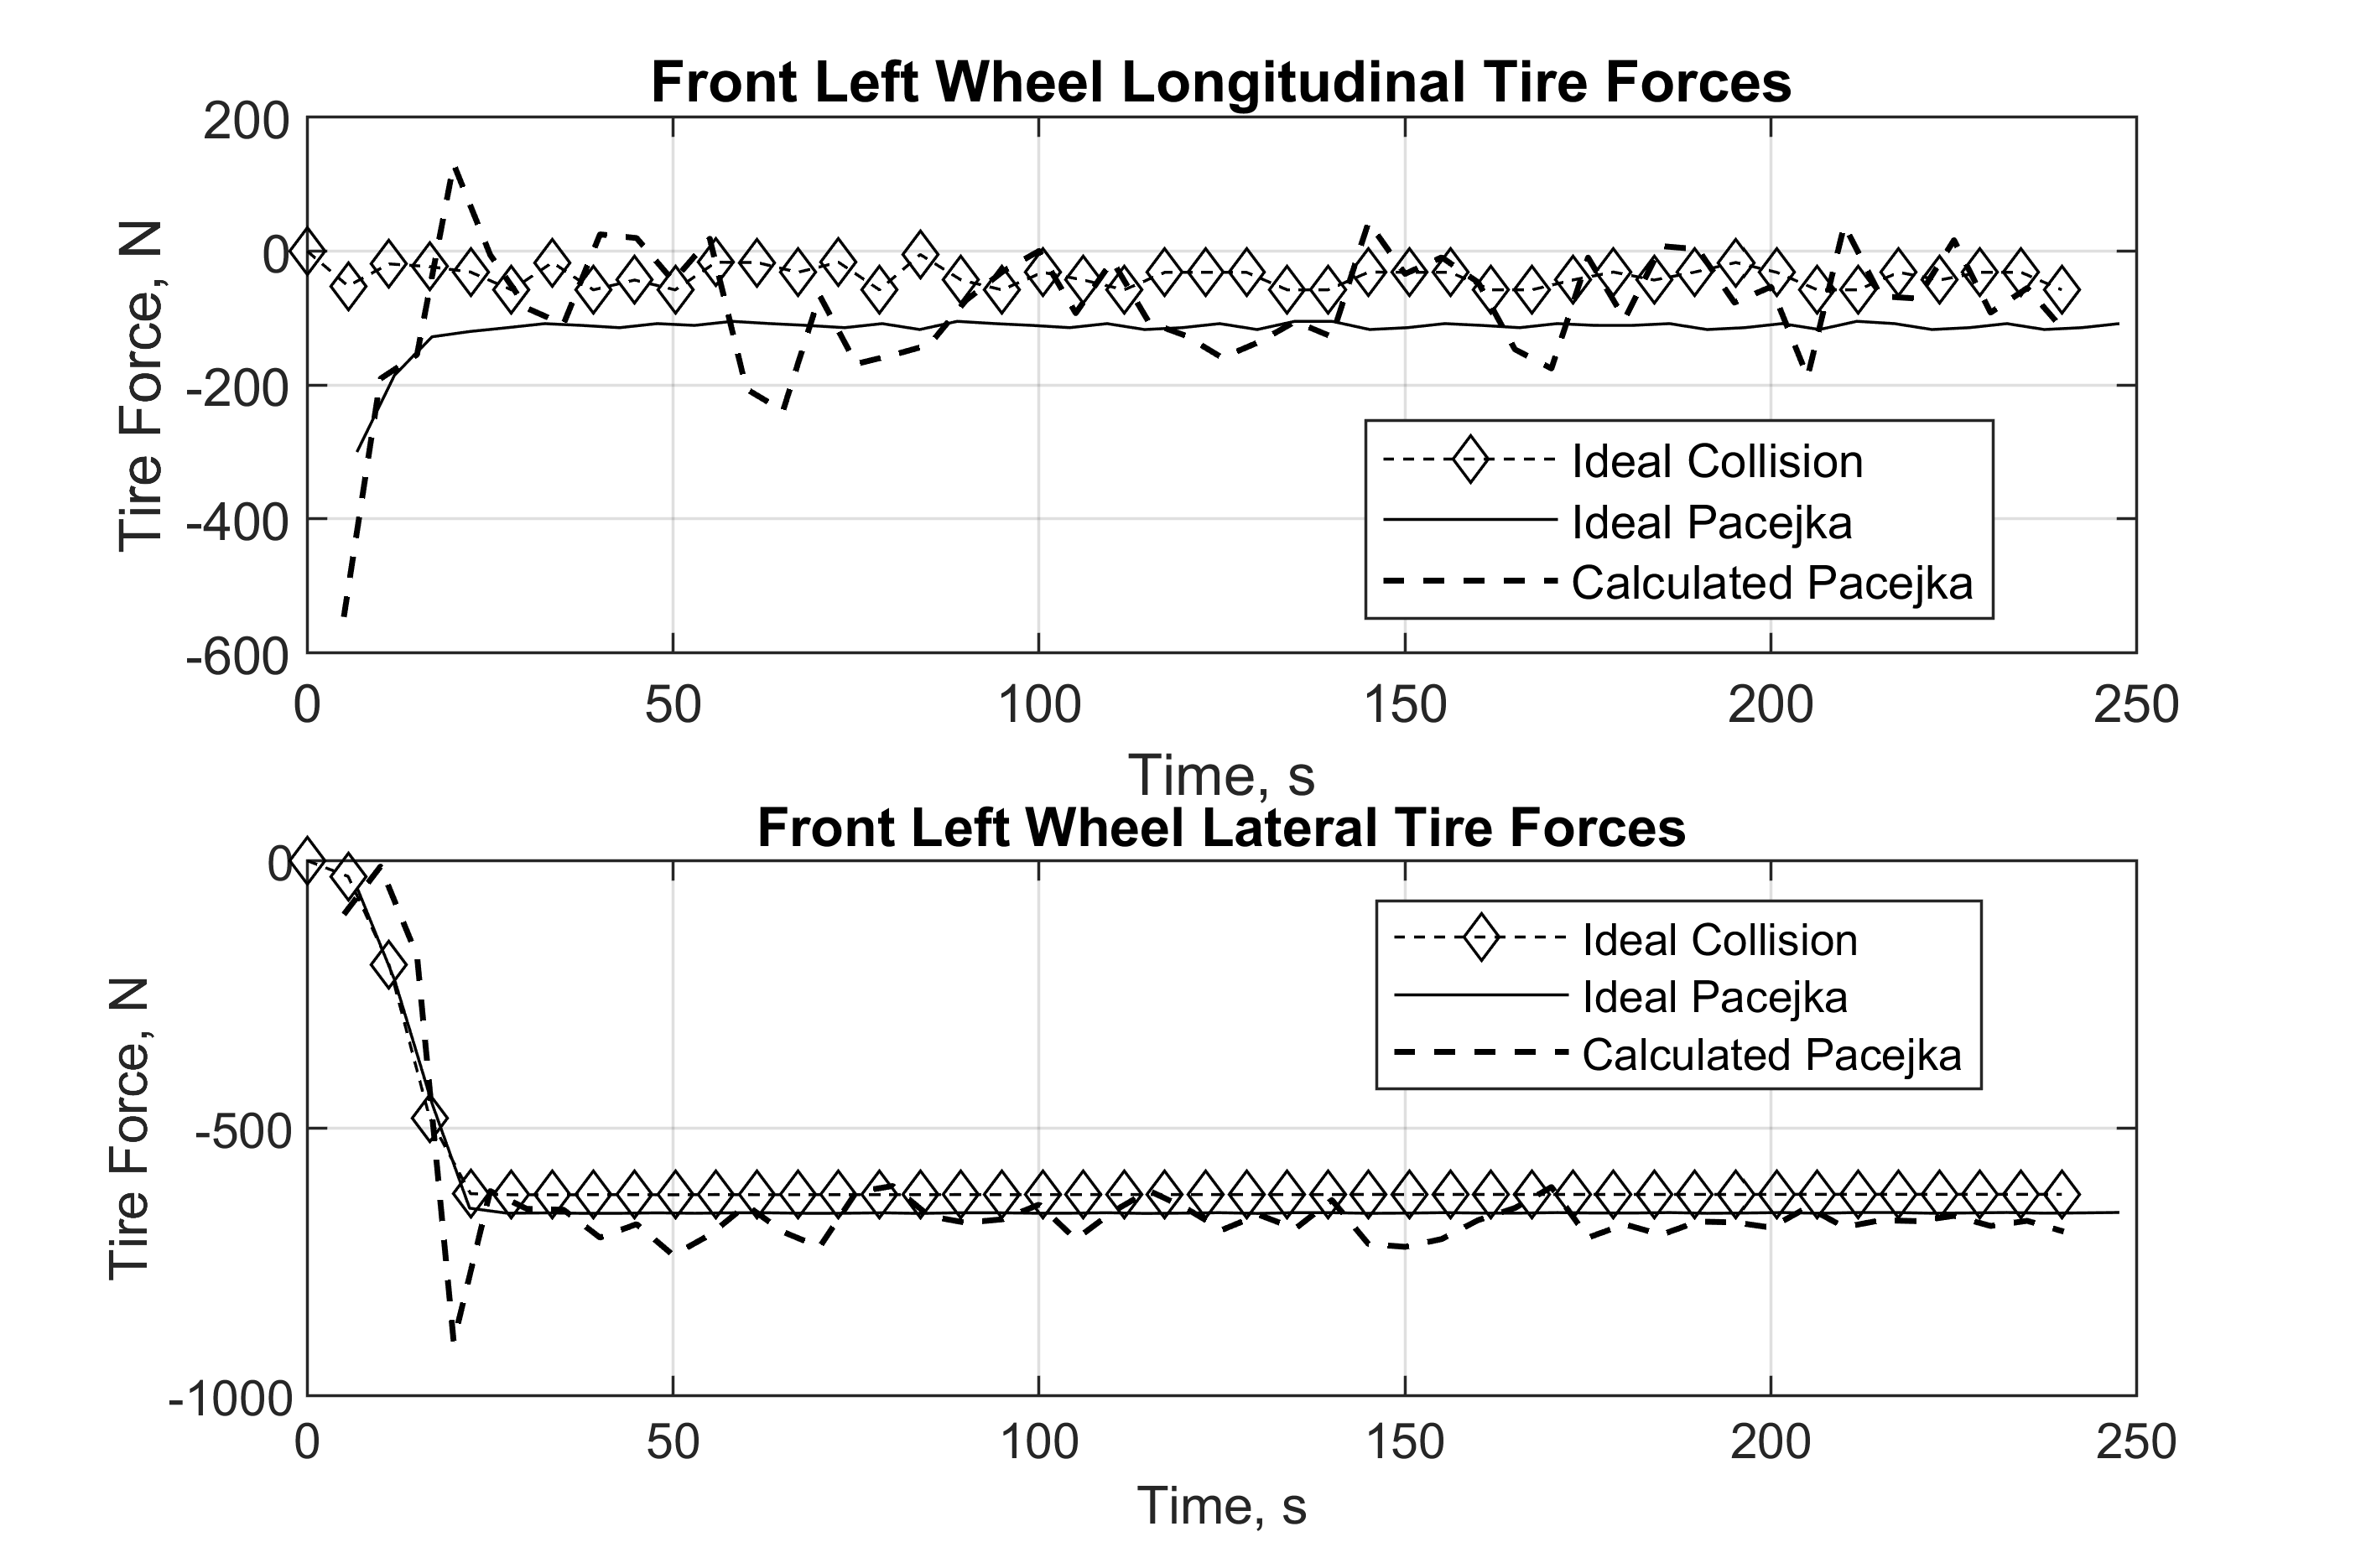 Front Left Wheel Longitudinal Tire Forces
200
0
-200
-400
-600
Tire Force, N
Ideal Collision
Ideal Pacejka
Calculated Pacejka
0 50 100 150 200 250
Time, s
Front Left Wheel Lateral Tire Forces
0
-500
-1000
Tire Force, N
Ideal Collision
Ideal Pacejka
Calculated Pacejka
0 50 100 150 200 250
Time, s